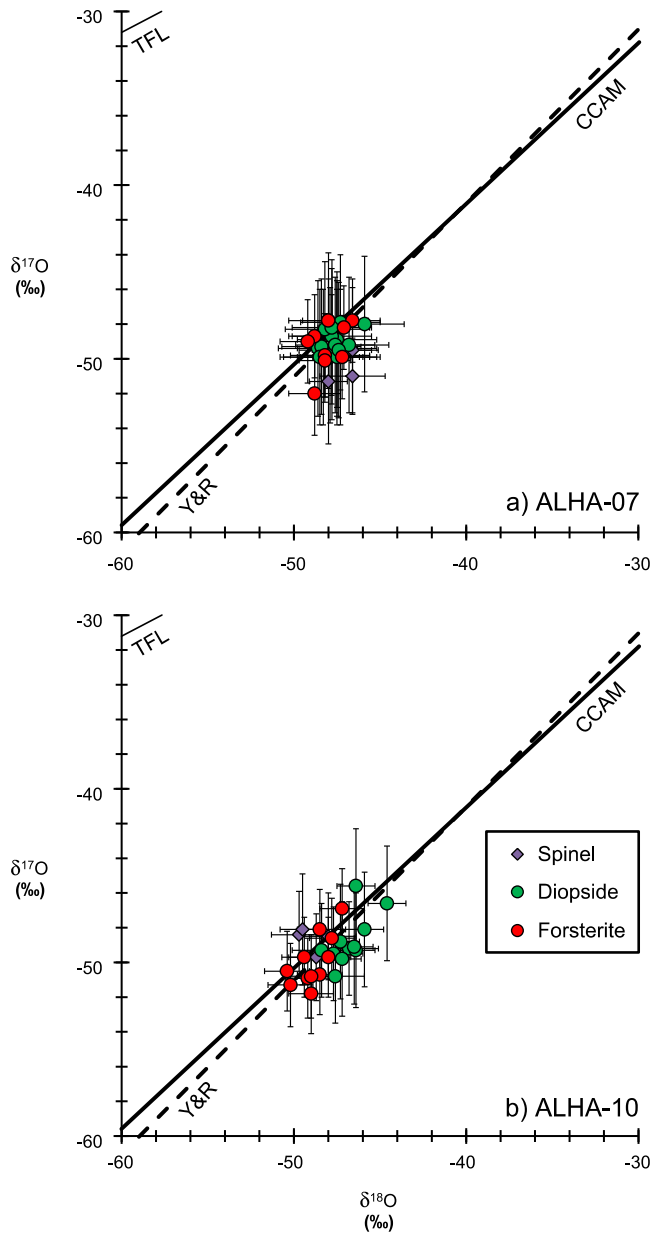 -30
TFL
CCAM
-40
δ¹⁷O
(‰)
-50
Y&R
a) ALHA-07
-60
-60
-50
-40
-30
-30
TFL
CCAM
-40
δ¹⁷O
(‰)
Spinel
Diopside
Forsterite
-50
Y&R
b) ALHA-10
-60
-60
-50
-40
-30
δ¹⁸O
(‰)